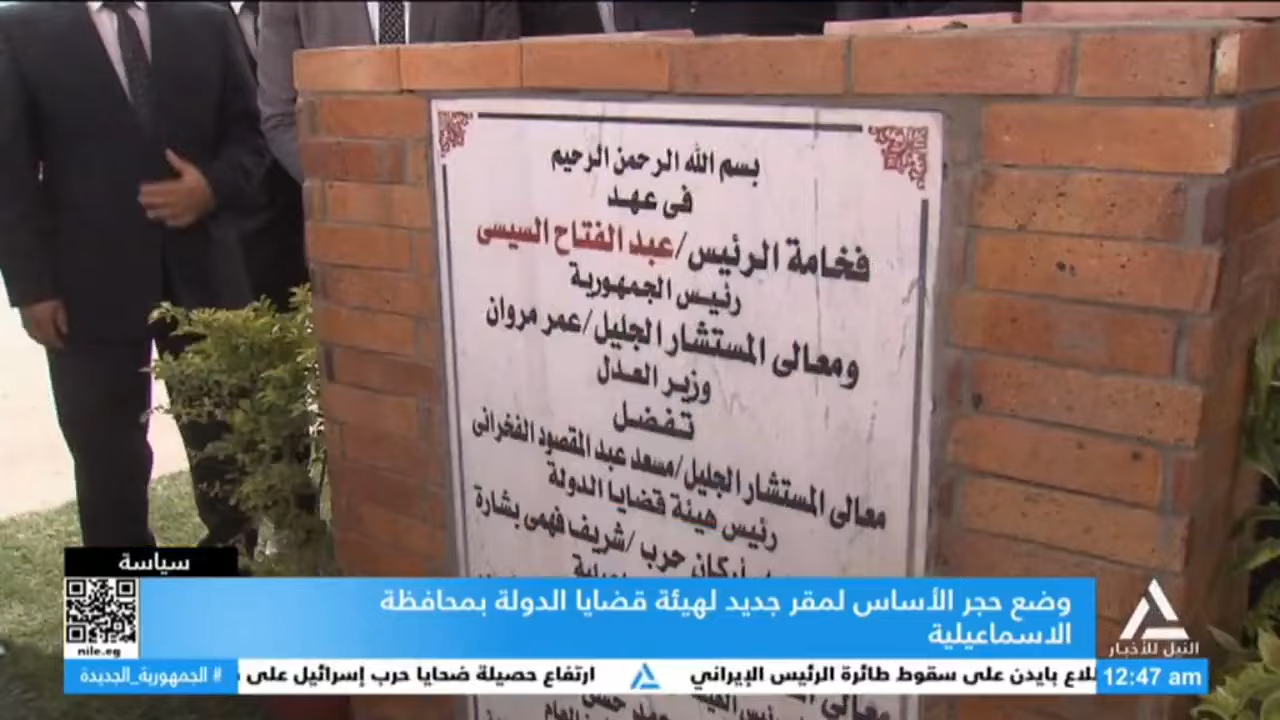 بسم الله الرحمن الرحيم
فى عهد
فخامة الرئيس/عبد الفتاح السيسى
رئيس الجمهورية
ومعالى المستشار الجليل/عمر مروان
وزير العدل
تفضل
معالى المستشار الجليل/مسعد عبد المقصود الفخرانى
رئيس هيئة قضايا الدولة
أركان حرب/شريف فهمى بشارة
سياسة
nile.eg
وضع حجر الأساس لمقر جديد لهيئة قضايا الدولة بمحافظة
الاسماعيلية
النيل للأخبار
12:47 am
بايدن على سقوط طائرة الرئيس الإيراني
ارتفاع حصيلة ضحايا حرب إسرائيل على
# الجمهورية_الجديدة